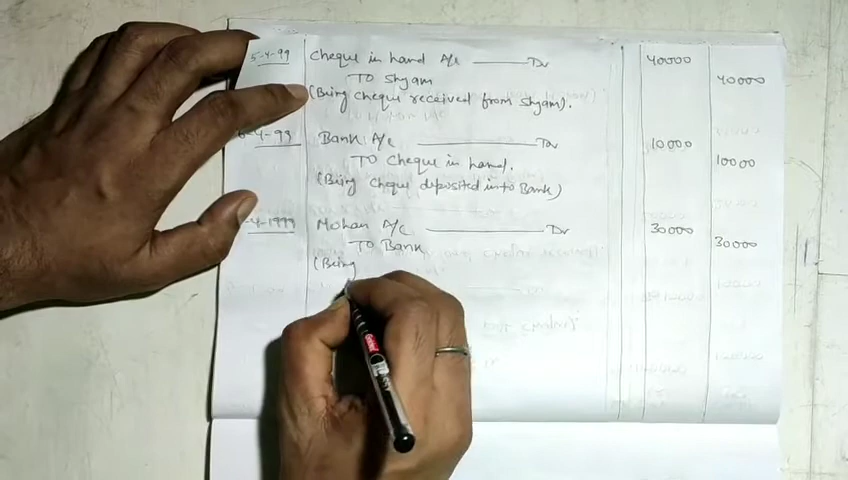 5-4-99 Cheque in hand A/c Dr 40000
TO Shyam 40000
(Being cheque received from Shyam).
-4-99 Bank A/c Dr 10000
TO Cheque in hand. 10000
(Being cheque deposited into Bank)
-4-1999 Mohan A/c Dr 30000
TO Bank 30000
(Being